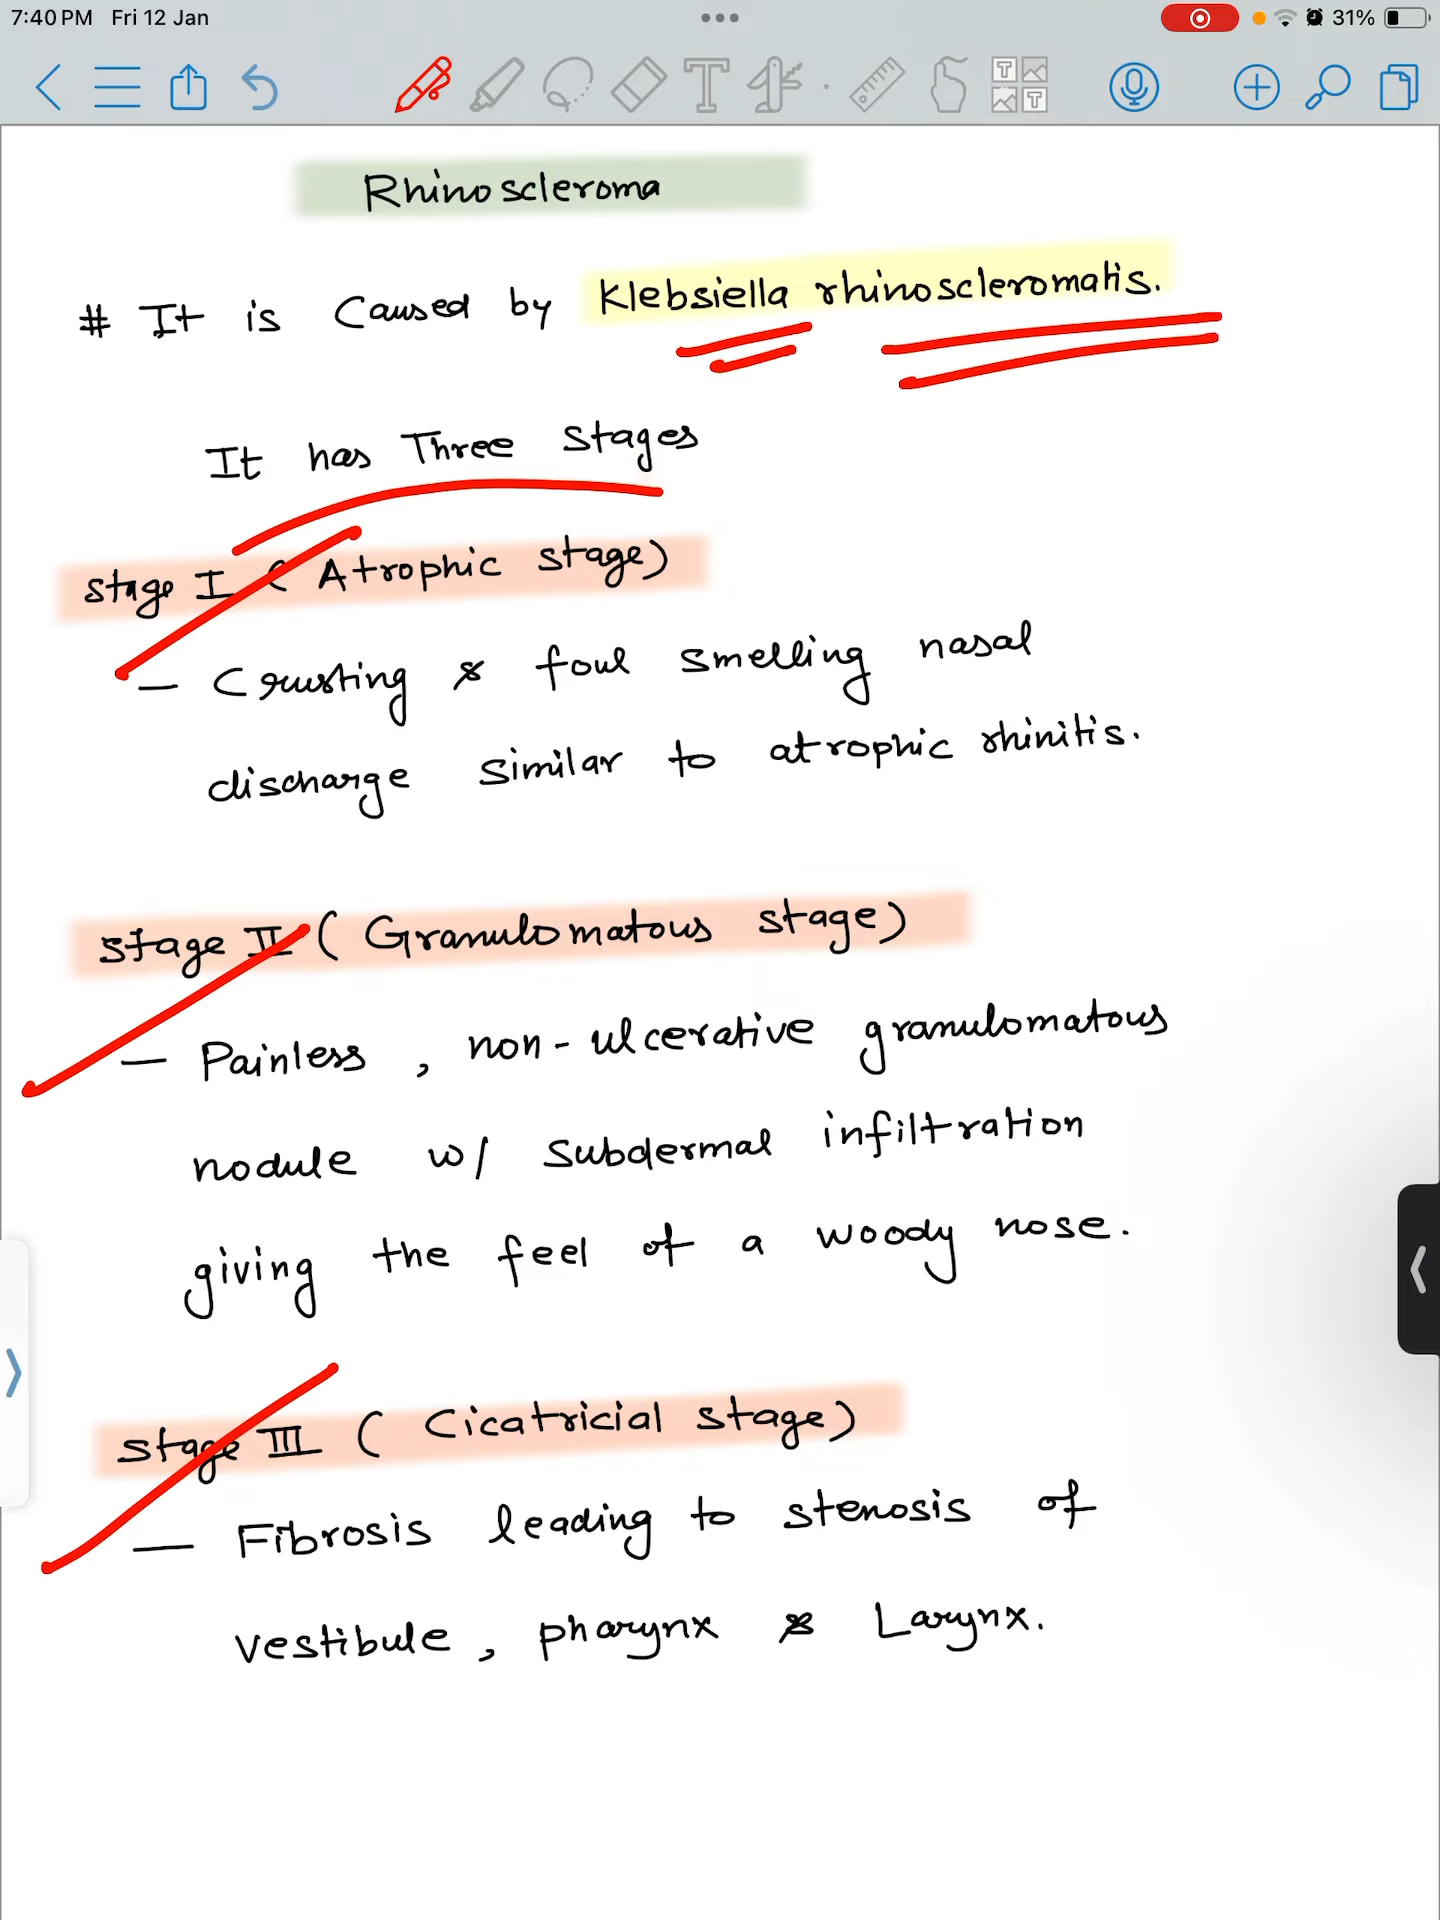 7:40 PM Fri 12 Jan
31%
Rhinoscleroma
# It is Caused by Klebsiella rhinoscleromatis.
It has Three Stages
Stage I ( Atrophic stage)
- Crusting & foul smelling nasal
discharge similar to atrophic rhinitis.
Stage II ( Granulomatous stage)
- Painless, non-ulcerative granulomatous
nodule w/ subdermal infiltration
giving the feel of a woody nose.
Stage III ( Cicatricial stage)
- Fibrosis leading to stenosis of
vestibule, pharynx & Larynx.